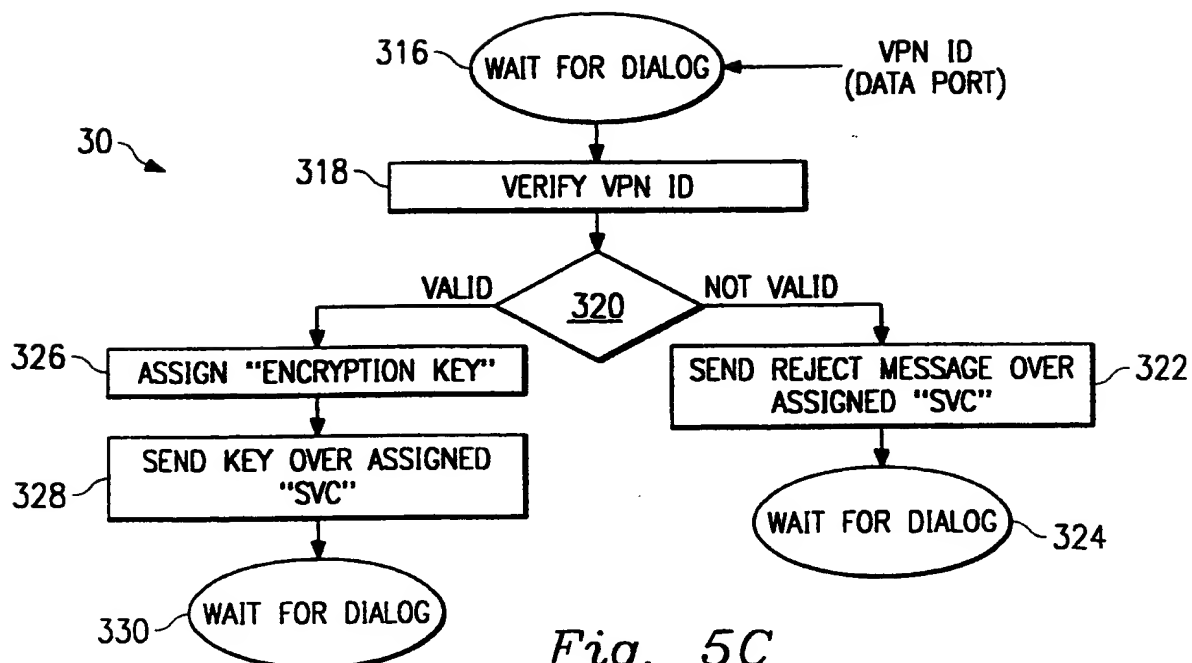 316
WAIT FOR DIALOG
VPN ID
(DATA PORT)
30
318
VERIFY VPN ID
VALID
320
NOT VALID
326
ASSIGN "ENCRYPTION KEY"
SEND REJECT MESSAGE OVER
ASSIGNED "SVC"
322
328
SEND KEY OVER ASSIGNED
"SVC"
WAIT FOR DIALOG
324
330
WAIT FOR DIALOG
Fig. 5C